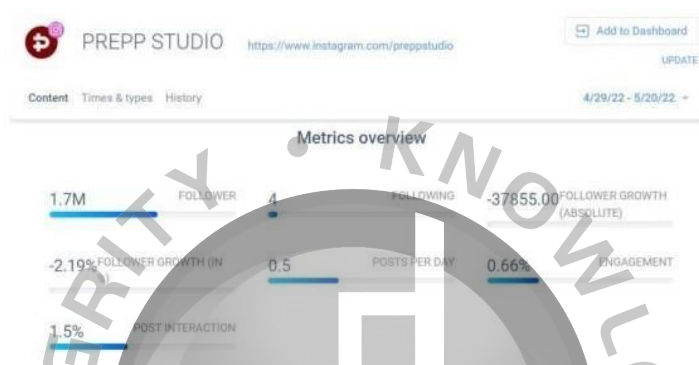 PREPP STUDIO
https://www.instagram.com/preppstudio
Add to Dashboard
UPDATE
Content Times & types History
4/29/22 - 5/20/22
Metrics overview
1.7M FOLLOWER
4 FOLLOWING
-37855.00 FOLLOWER GROWTH
(ABSOLUTE)
-2.19% FOLLOWER GROWTH (IN
0.5 POSTS PER DAY
0.66% ENGAGEMENT
1.5% POST INTERACTION
ERITY • KNOWL